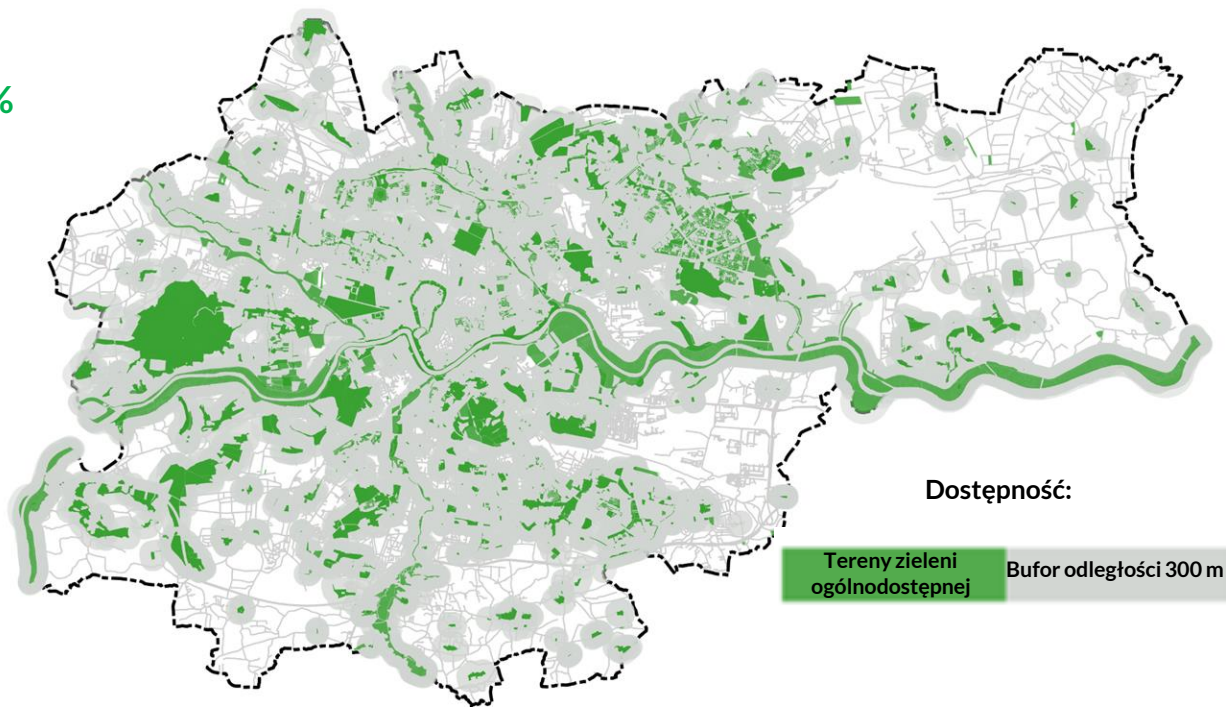 %
Dostępność:
Tereny zieleni
ogólnodostępnej
Bufor odległości 300 m